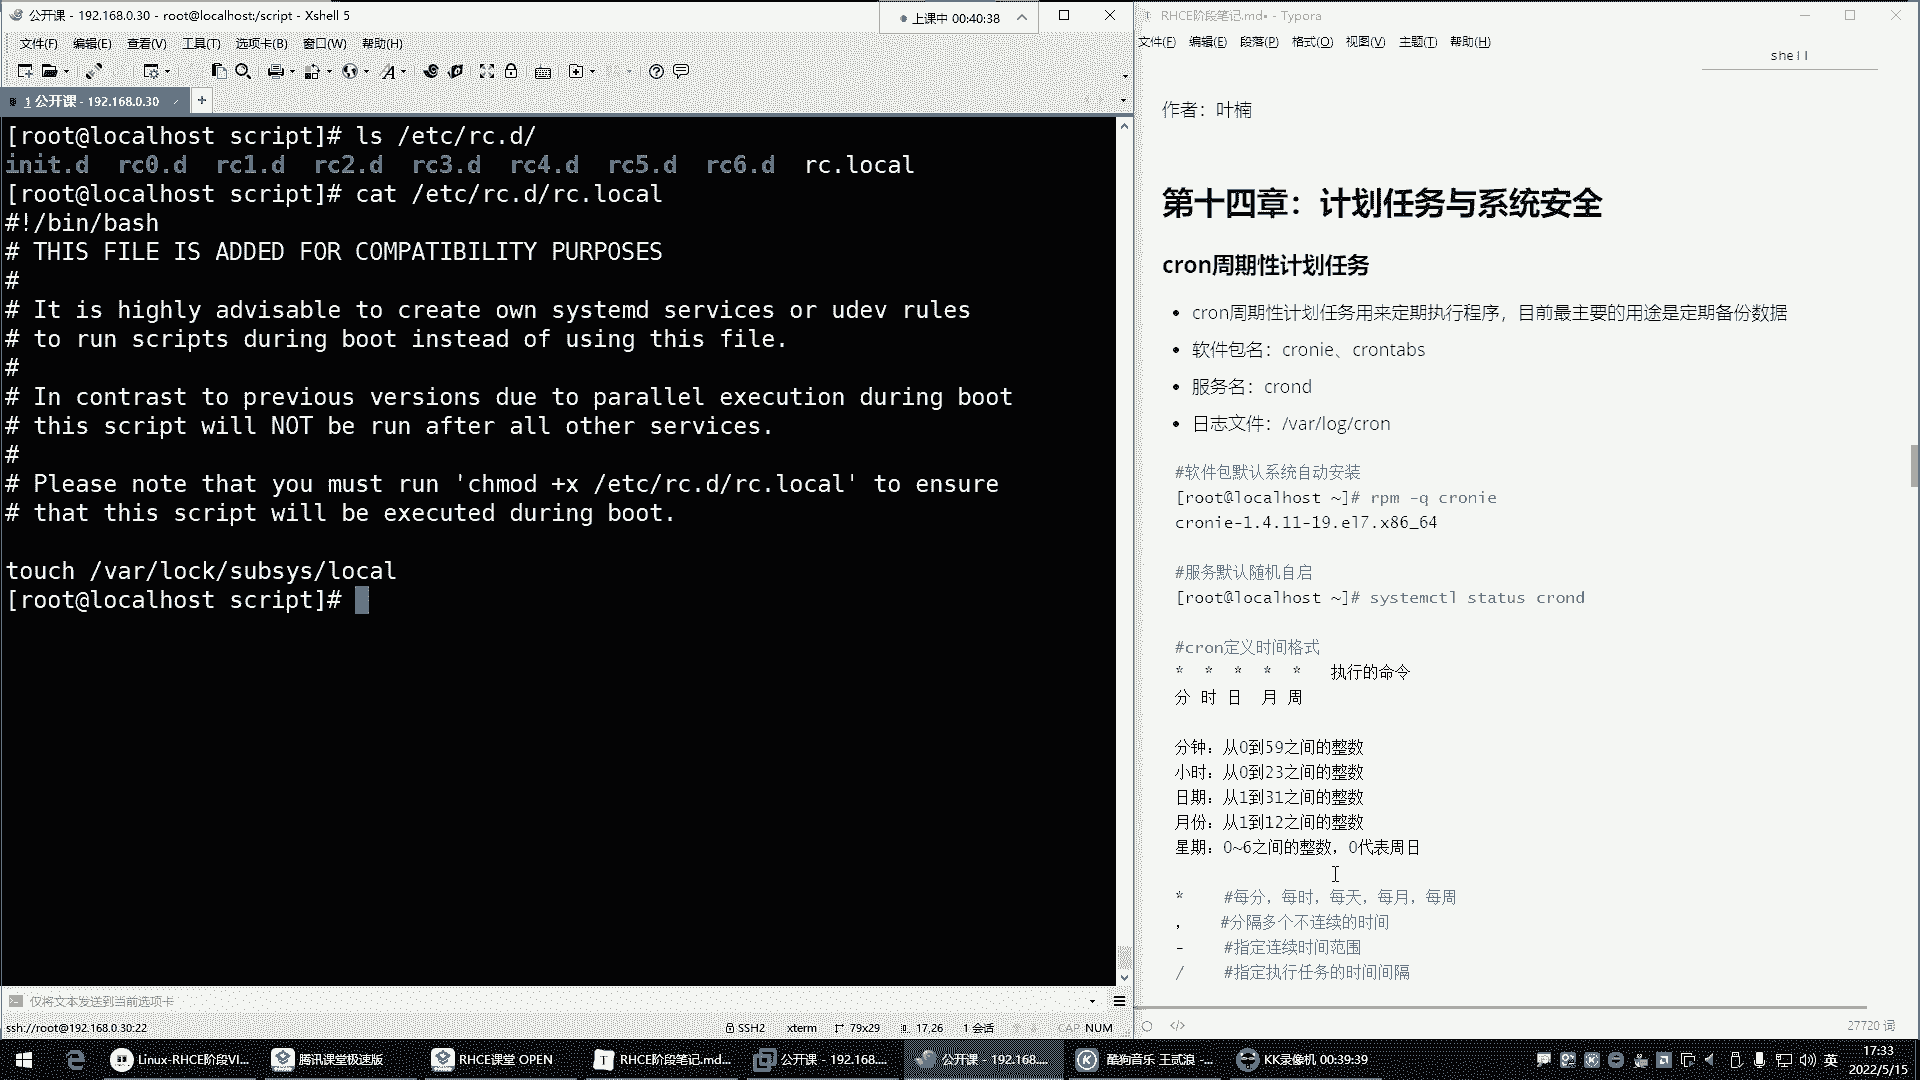 公开课 - 192.168.0.30 - root@localhost:/script - Xshell 5
上课中 00:40:38
文件(F) 编辑(E) 查看(V) 工具(T) 选项卡(B) 窗口(W) 帮助(H)
1 公开课 - 192.168.0.30
[root@localhost script]# ls /etc/rc.d/
init.d rc0.d rc1.d rc2.d rc3.d rc4.d rc5.d rc6.d rc.local
[root@localhost script]# cat /etc/rc.d/rc.local
#!/bin/bash
# THIS FILE IS ADDED FOR COMPATIBILITY PURPOSES
#
# It is highly advisable to create own systemd services or udev rules
# to run scripts during boot instead of using this file.
#
# In contrast to previous versions due to parallel execution during boot
# this script will NOT be run after all other services.
#
# Please note that you must run 'chmod +x /etc/rc.d/rc.local' to ensure
# that this script will be executed during boot.
touch /var/lock/subsys/local
[root@localhost script]#
仅将文本发送到当前选项卡
ssh://root@192.168.0.30:22 SSH2 xterm 79x29 17,26 1 会话 CAP NUM
RHCE阶段笔记.md• - Typora
文件(F) 编辑(E) 段落(P) 格式(O) 视图(V) 主题(T) 帮助(H)
shell
作者：叶楠
第十四章：计划任务与系统安全
cron周期性计划任务
• cron周期性计划任务用来定期执行程序，目前最主要的用途是定期备份数据
• 软件包名：cronie、crontabs
• 服务名：crond
• 日志文件：/var/log/cron
#软件包默认系统自动安装
[root@localhost ~]# rpm -q cronie
cronie-1.4.11-19.el7.x86_64
#服务默认随机自启
[root@localhost ~]# systemctl status crond
#cron定义时间格式
* * * * * 执行的命令
分 时 日 月 周
分钟：从0到59之间的整数
小时：从0到23之间的整数
日期：从1到31之间的整数
月份：从1到12之间的整数
星期：0~6之间的整数，0代表周日
* #每分，每时，每天，每月，每周
, #分隔多个不连续的时间
- #指定连续时间范围
/ #指定执行任务的时间间隔
27720 词
Linux-RHCE阶段VI... 腾讯课堂极速版 RHCE课堂 OPEN RHCE阶段笔记.md... 公开课 - 192.168.... 公开课 - 192.168.... 酷狗音乐 王贰浪 -... KK录像机 00:39:39 英
17:33
2022/5/15